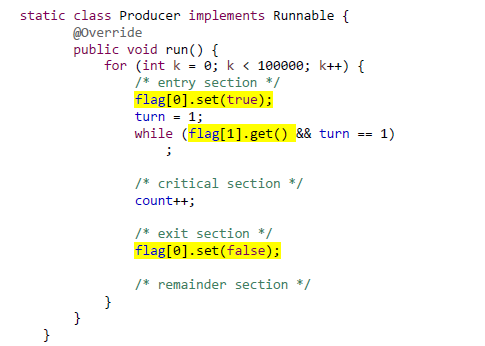 static class Producer implements Runnable {
@Override
public void run() {
for (int k = 0; k < 100000; k++) {
/* entry section */
flag[0].set(true);
turn = 1;
while (flag[1].get() && turn == 1)
;
/* critical section */
count++;
/* exit section */
flag[0].set(false);
/* remainder section */
}
}
}